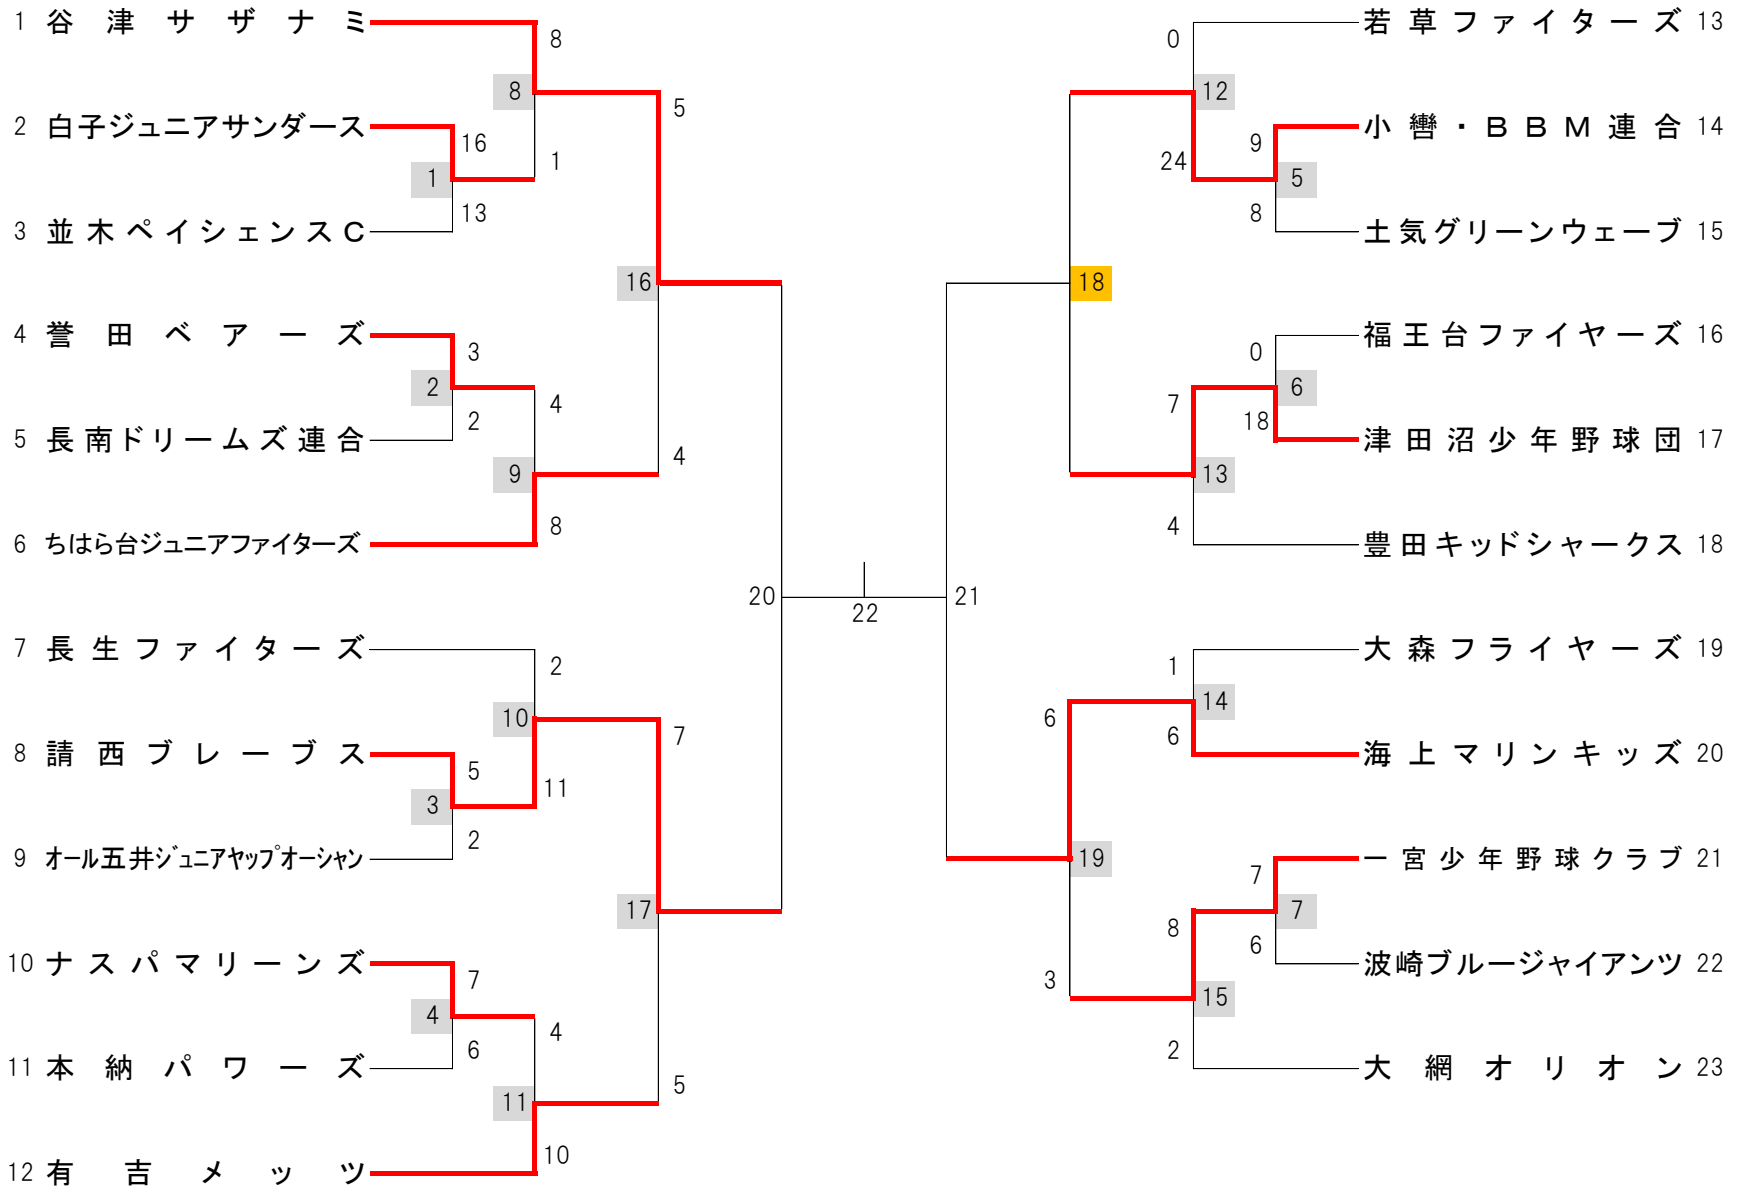 1 谷津サザナミ
8
8
5
2 白子ジュニアサンダース
16
1
1
13
3 並木ペイシェンスC
16
4 誉田ベアーズ
3
2
4
2
5 長南ドリームズ連合
9
4
8
6 ちはら台ジュニアファイターズ
20
7 長生ファイターズ
2
10
7
8 請西ブレーブス
5
11
3
2
9 オール五井ジュニアヤップオーシャン
17
10 ナスパマリーンズ
7
4
4
6
11 本納パワーズ
11
5
10
12 有吉メッツ
22
若草ファイターズ 13
0
12
小轡・BBM連合 14
9
24
5
8
土気グリーンウェーブ 15
18
福王台ファイヤーズ 16
0
6
7
18
津田沼少年野球団 17
13
4
豊田キッドシャークス 18
21
大森フライヤーズ 19
1
14
6
6
海上マリンキッズ 20
19
一宮少年野球クラブ 21
7
7
8
6
波崎ブルージャイアンツ 22
3
15
2
大網オリオン 23